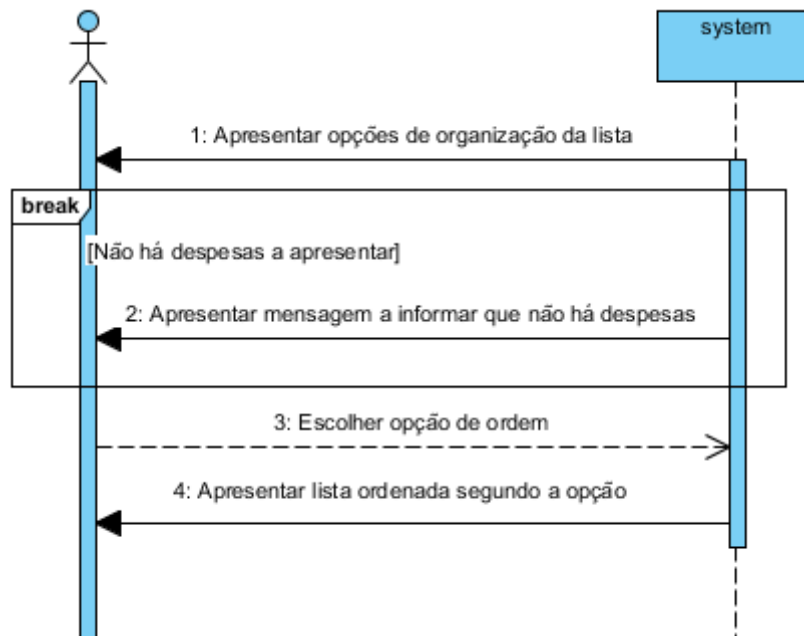 system
1: Apresentar opções de organização da lista
break
[Não há despesas a apresentar]
2: Apresentar mensagem a informar que não há despesas
3: Escolher opção de ordem
4: Apresentar lista ordenada segundo a opção